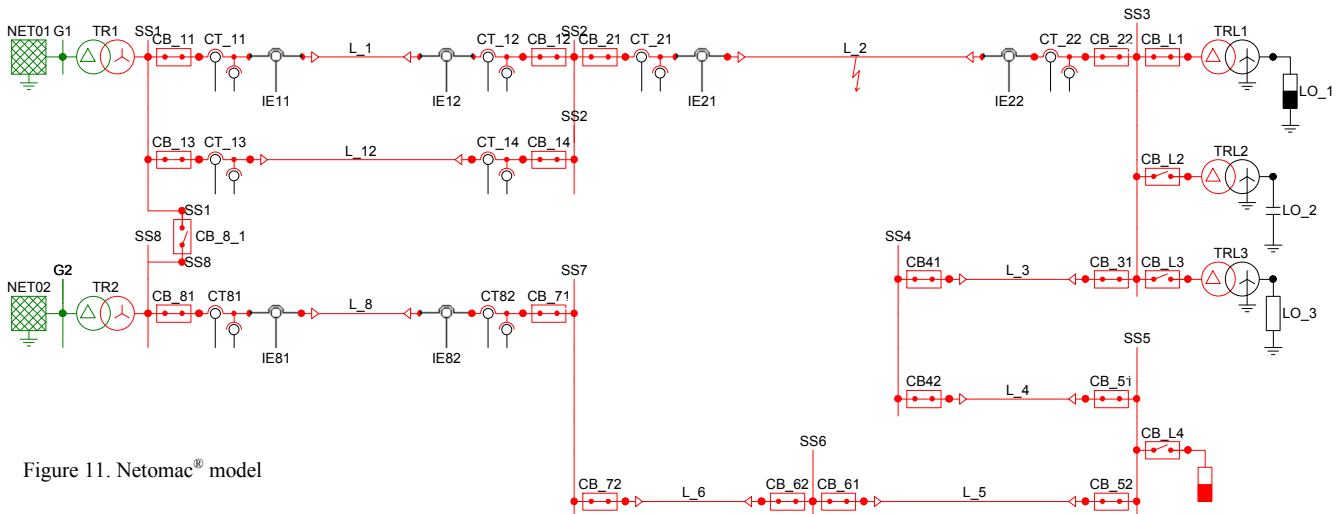 NET01 G1 TR1 SS1 CB_11 CT_11 L_1 CT_12 CB_12 SS2 CB_21 CT_21 L_2 CT_22 CB_22 SS3 CB_L1 TRL1
IE11 IE12 IE21 IE22 LO_1
SS2
CB_13 CT_13 L_12 CT_14 CB_14 CB_L2 TRL2
SS1 LO_2
SS8 CB_8_1 SS4
SS8
NET02 G2 TR2 CB_81 CT81 L_8 CT82 CB_71 SS7 CB41 L_3 CB_31 CB_L3 TRL3
LO_3
IE81 IE82 SS5
CB42 L_4 CB_51
SS6 CB_L4
Figure 11. Netomac® model
CB_72 L_6 CB_62 CB_61 L_5 CB_52